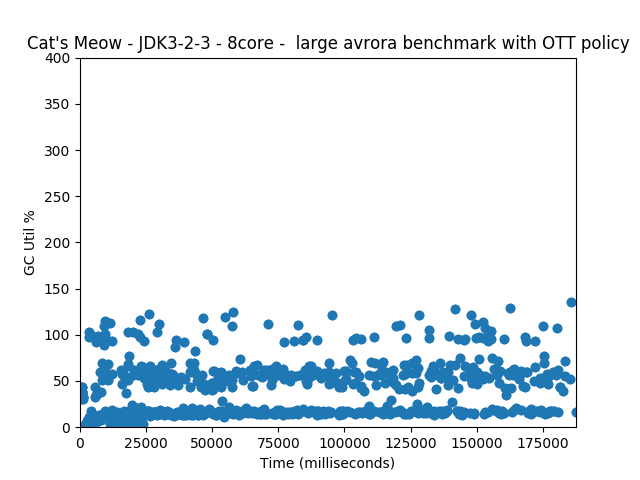 Cat's Meow - JDK3-2-3 - 8core -  large avrora benchmark with OTT policy
400
350
300
250
200
150
100
50
0
GC Util %
0 25000 50000 75000 100000 125000 150000 175000
Time (milliseconds)